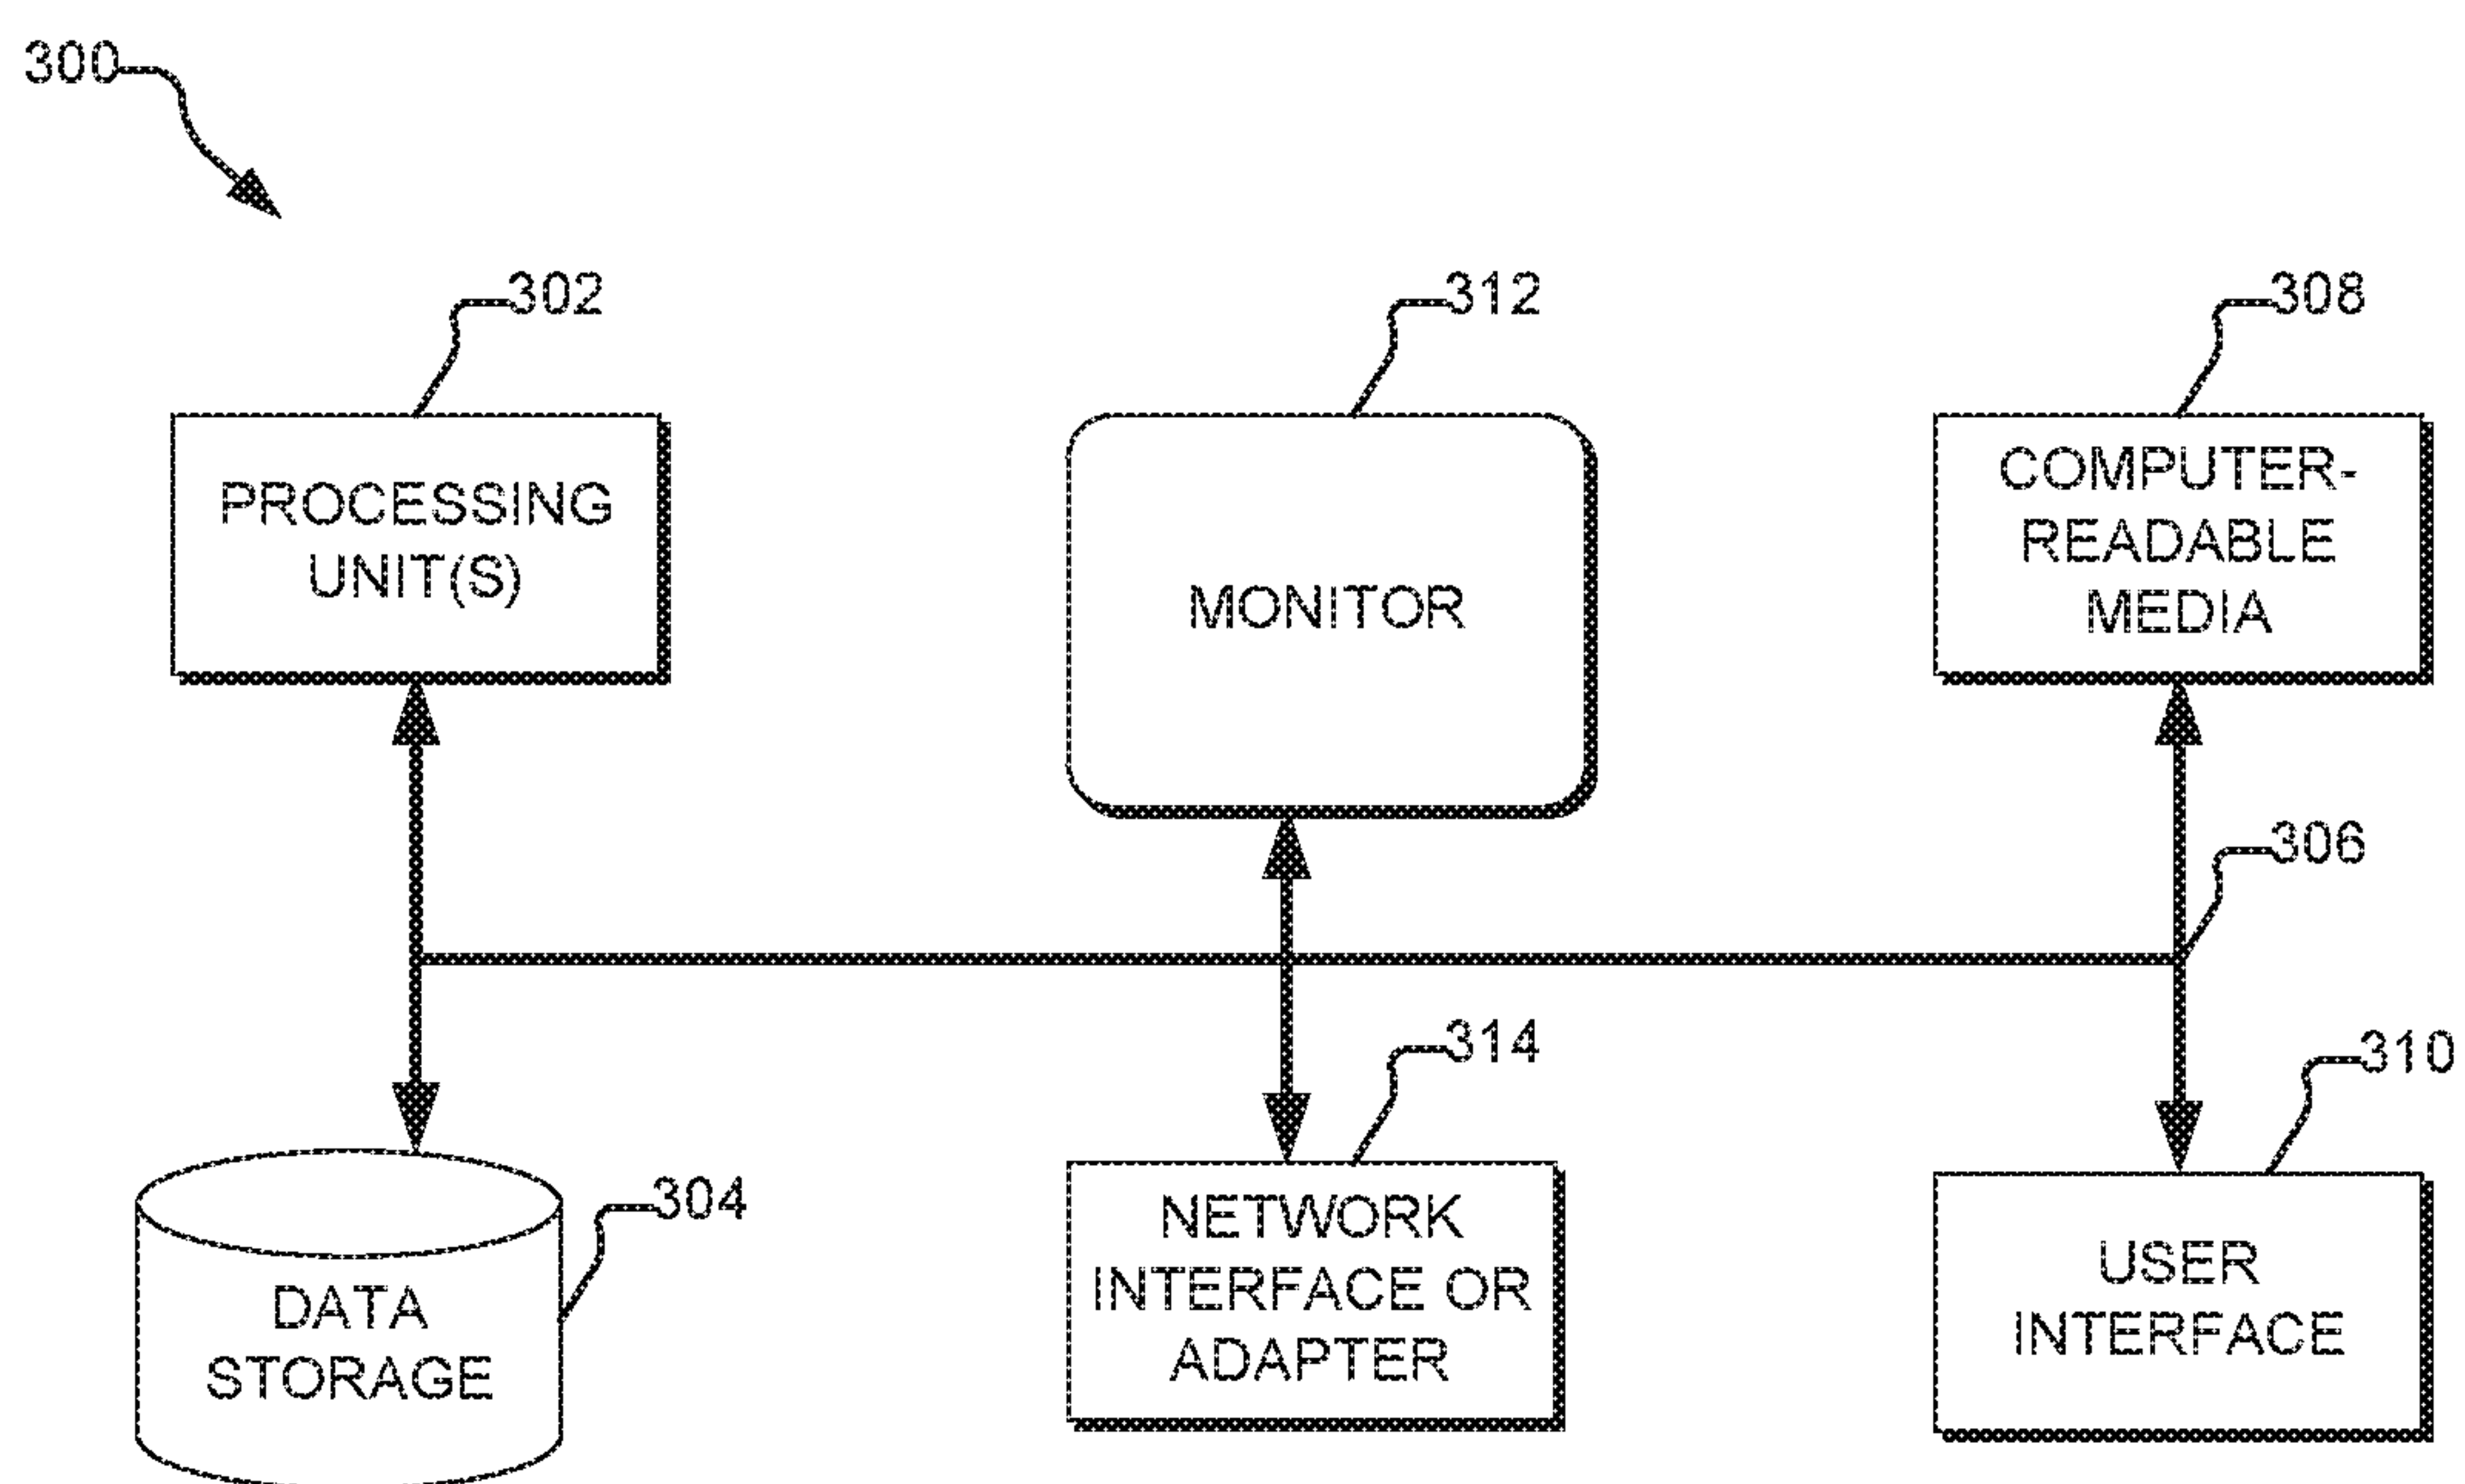 300
302
312
308
PROCESSING
UNIT(S)
MONITOR
COMPUTER-
READABLE
MEDIA
306
314
310
304
DATA
STORAGE
NETWORK
INTERFACE OR
ADAPTER
USER
INTERFACE